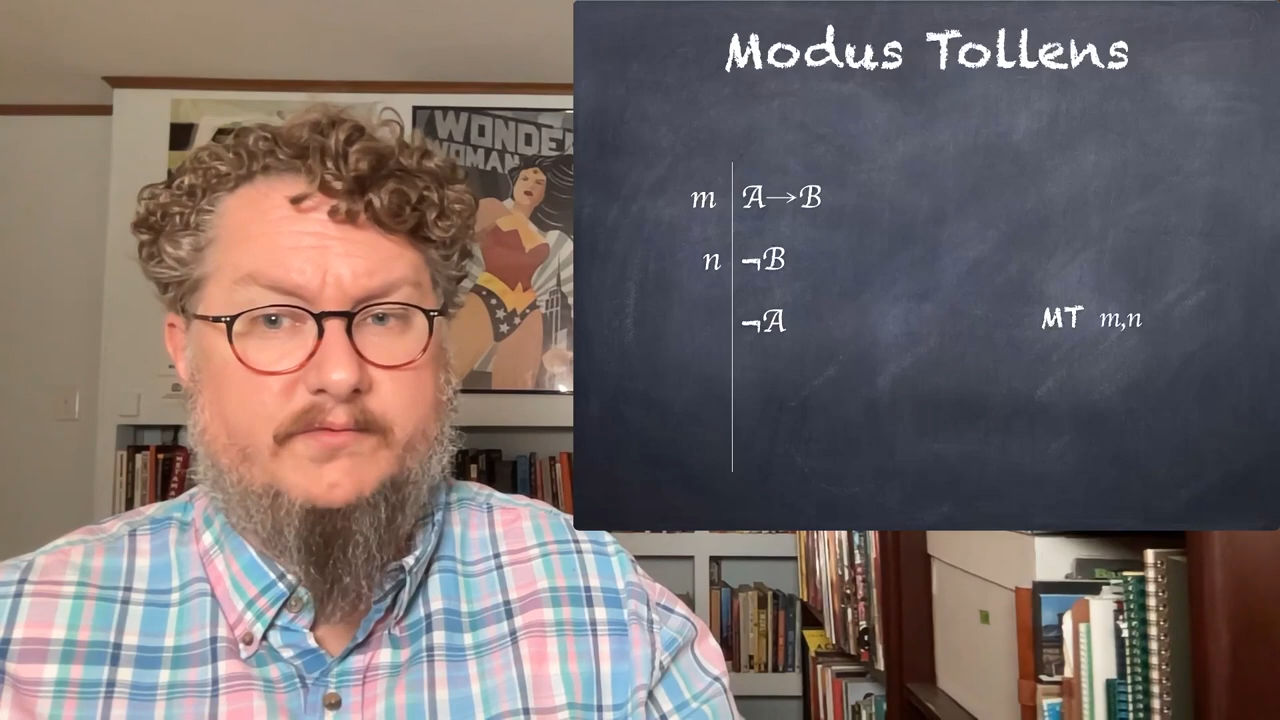 Modus Tollens
m 𝒜→ℬ
n ¬ℬ
¬𝒜 MT m,n
WONDER
WOMAN